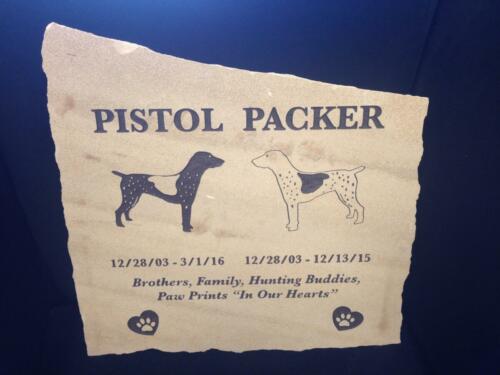 PISTOL PACKER
12/28/03 - 3/1/16 12/28/03 - 12/13/15
Brothers, Family, Hunting Buddies,
Paw Prints "In Our Hearts"